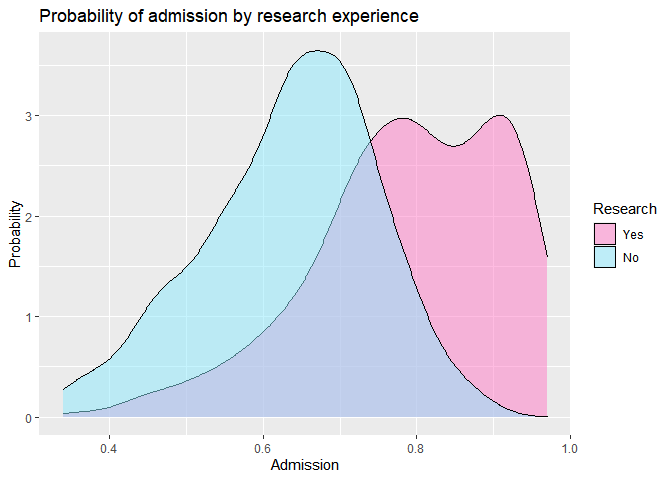 Probability of admission by research experience
Probability
3
2
1
0
0.4
0.6
0.8
1.0
Admission
Research
Yes
No